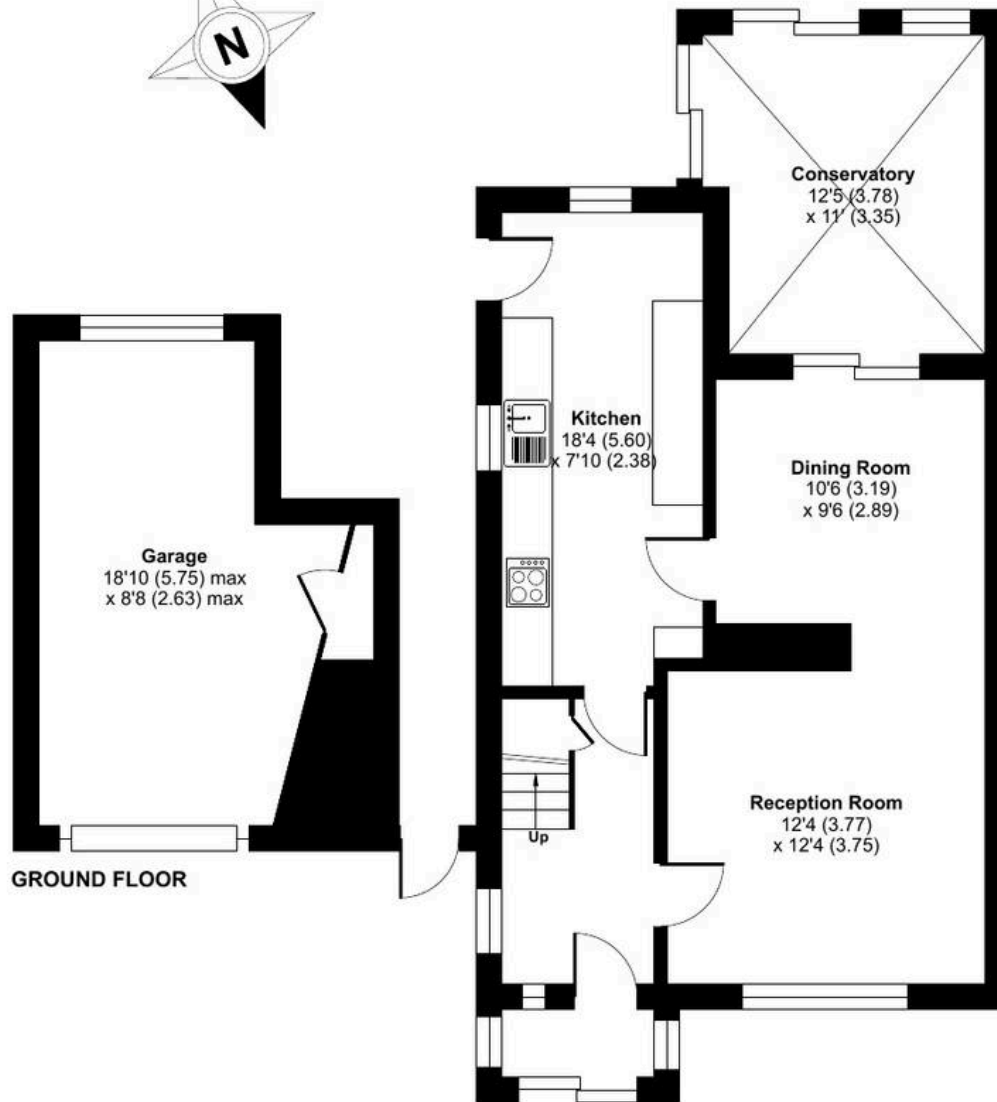 N
Conservatory
12'5 (3.78)
x 11' (3.35)
Kitchen
18'4 (5.60)
x 7'10 (2.38)
Dining Room
10'6 (3.19)
x 9'6 (2.89)
Garage
18'10 (5.75) max
x 8'8 (2.63) max
Reception Room
12'4 (3.77)
x 12'4 (3.75)
Up
GROUND FLOOR